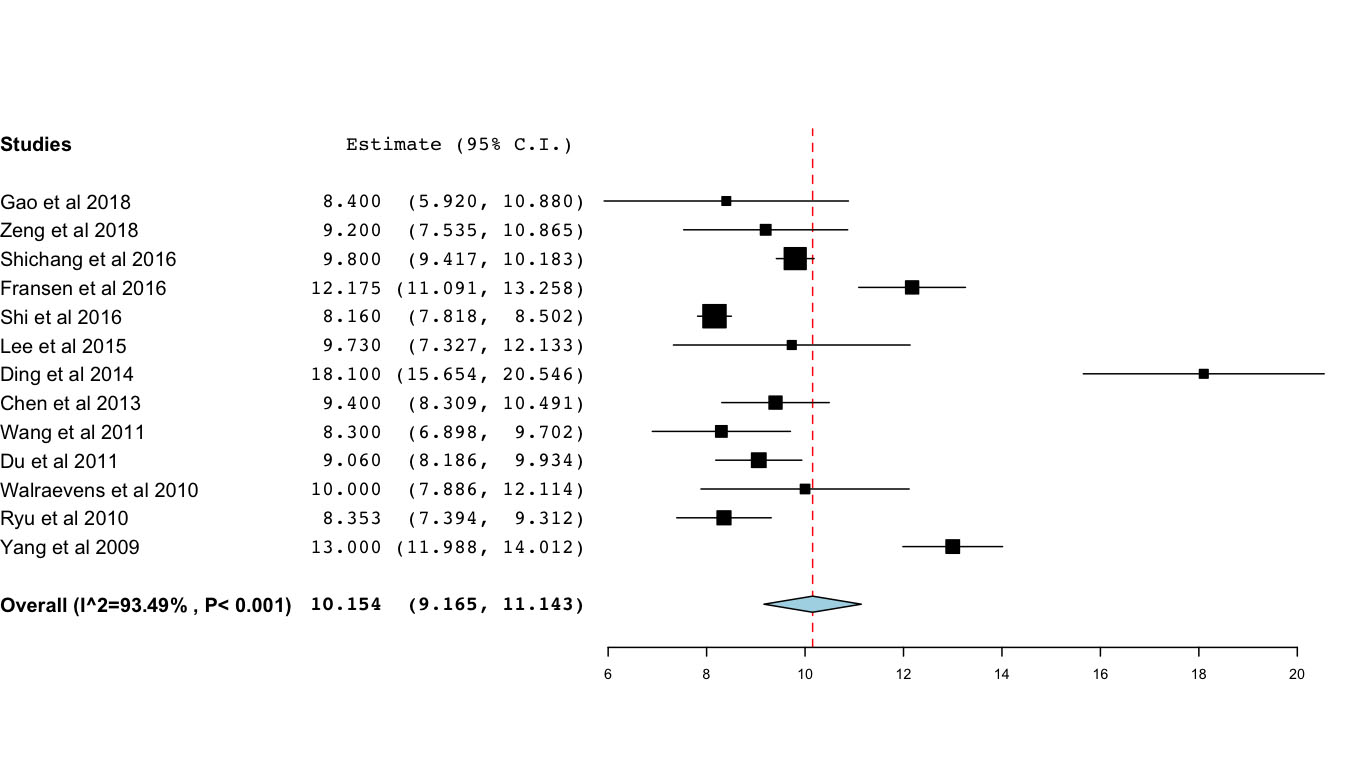 Studies Estimate (95% C.I.)
Gao et al 2018 8.400 (5.920, 10.880)
Zeng et al 2018 9.200 (7.535, 10.865)
Shichang et al 2016 9.800 (9.417, 10.183)
Fransen et al 2016 12.175 (11.091, 13.258)
Shi et al 2016 8.160 (7.818, 8.502)
Lee et al 2015 9.730 (7.327, 12.133)
Ding et al 2014 18.100 (15.654, 20.546)
Chen et al 2013 9.400 (8.309, 10.491)
Wang et al 2011 8.300 (6.898, 9.702)
Du et al 2011 9.060 (8.186, 9.934)
Walraevens et al 2010 10.000 (7.886, 12.114)
Ryu et al 2010 8.353 (7.394, 9.312)
Yang et al 2009 13.000 (11.988, 14.012)
Overall (I^2=93.49% , P< 0.001) 10.154 (9.165, 11.143)
6 8 10 12 14 16 18 20